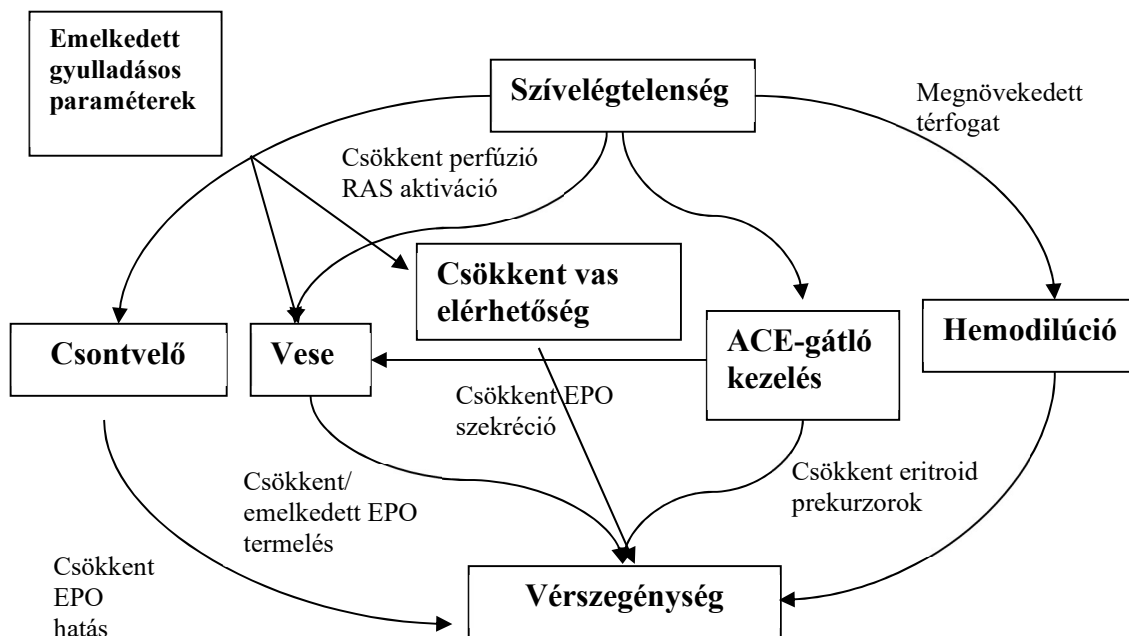 Emelkedett
gyulladásos
paraméterek
Szívelégtelenség
Megnövekedett
térfogat
Csökkent perfúzió
RAS aktiváció
Csökkent vas
elérhetőség
Csontvelő
Vese
ACE-gátló
kezelés
Hemodilúció
Csökkent EPO
szekréció
Csökkent/
emelkedett EPO
termelés
Csökkent eritroid
prekurzorok
Csökkent
EPO
hatás
Vérszegénység